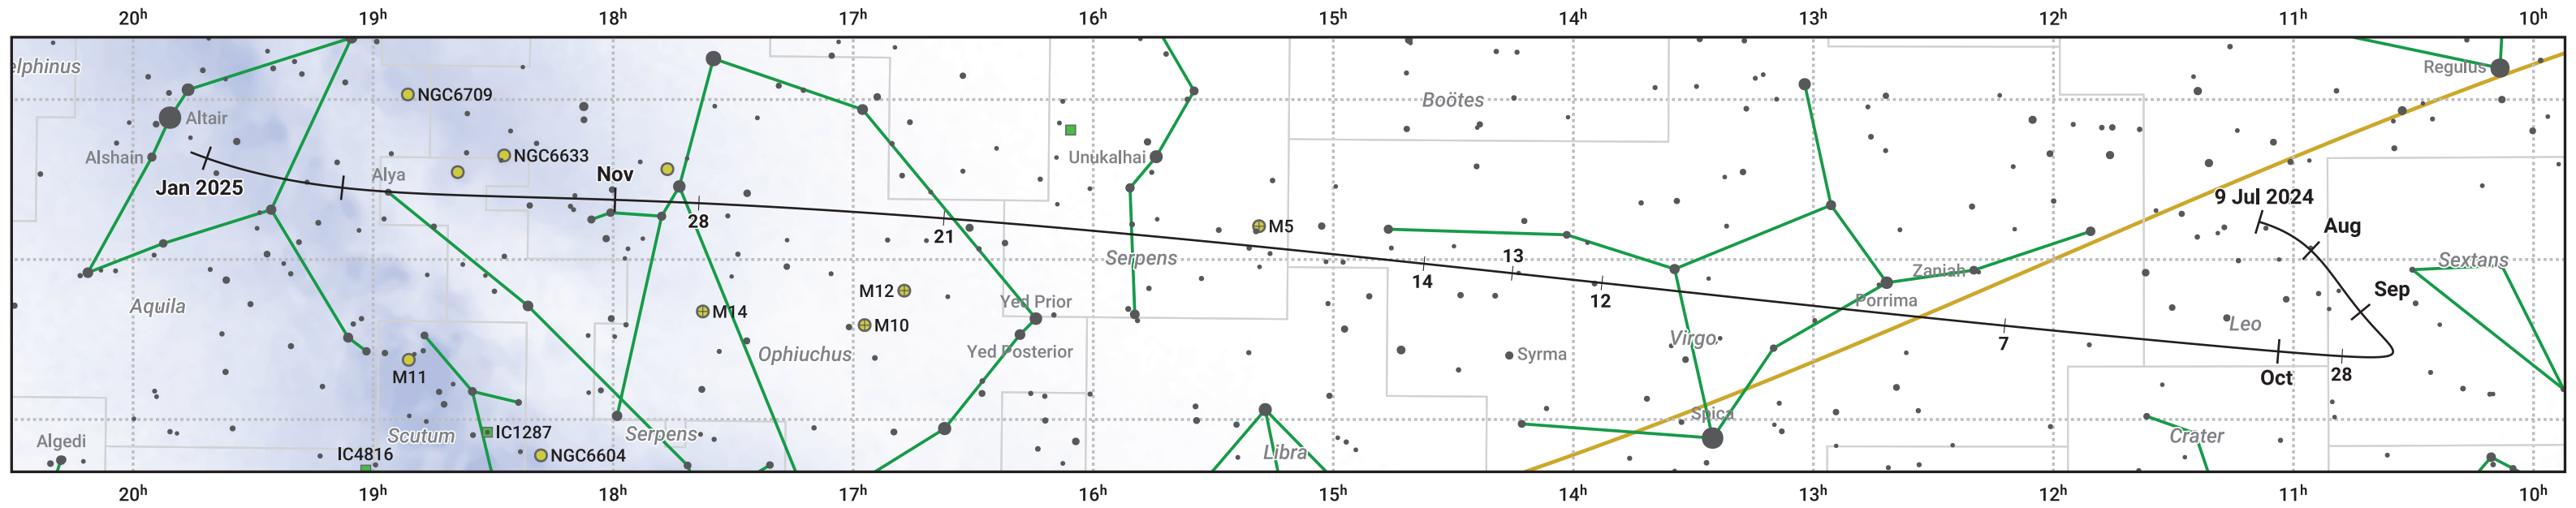 20ʰ 19ʰ 18ʰ 17ʰ 16ʰ 15ʰ 14ʰ 13ʰ 12ʰ 11ʰ 10ʰ
elphinus
Regulus
NGC6709
Boötes
Altair
Alshain
NGC6633
Unukalhai
Alya
Nov
Jan 2025
9 Jul 2024
28
M5
Aug
21
Serpens
13
Sextans
14
Zaniah
12
M12
Sep
Yed Prior
Porrima
Aquila
M14
M10
Leo
Virgo
7
Ophiuchus
Yed Posterior
Syrma
M11
Oct
28
Spica
Scutum
IC1287
Serpens
Crater
Algedi
IC4816
NGC6604
Libra
20ʰ 19ʰ 18ʰ 17ʰ 16ʰ 15ʰ 14ʰ 13ʰ 12ʰ 11ʰ 10ʰ